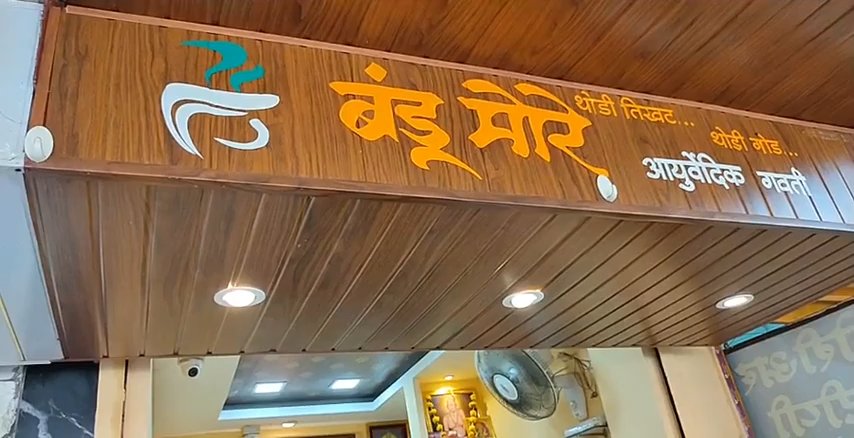 बंडू मोरे
थोडी तिखट...
थोडी गोड...
आयुर्वेदिक गवती